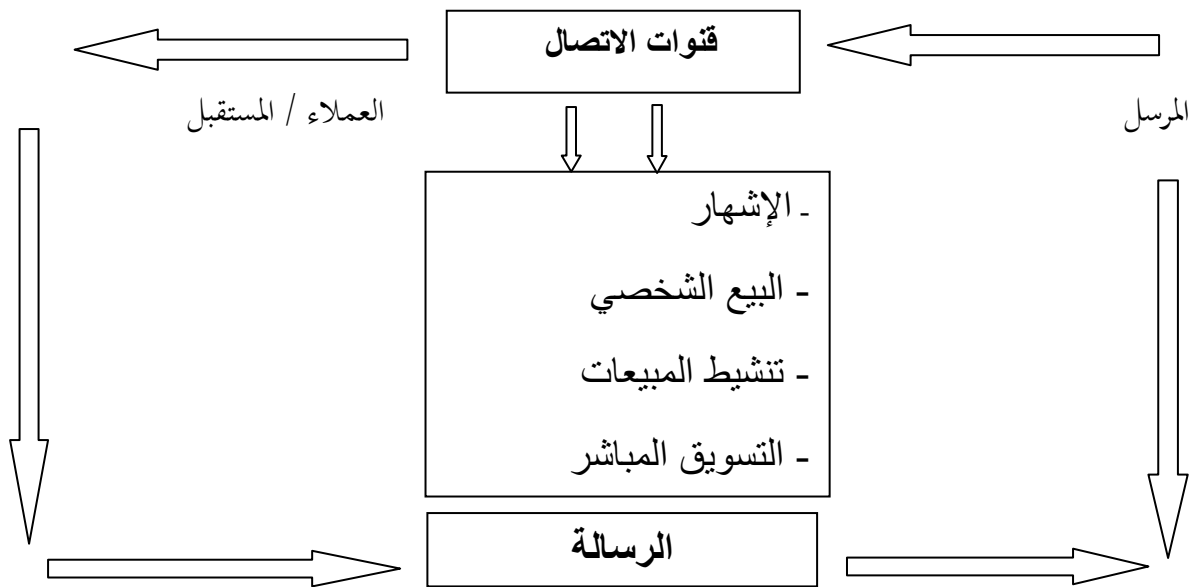 قنوات الاتصال
المرسل
العملاء / المستقبل
- الإشهار
- البيع الشخصي
- تنشيط المبيعات
- التسويق المباشر
الرسالة